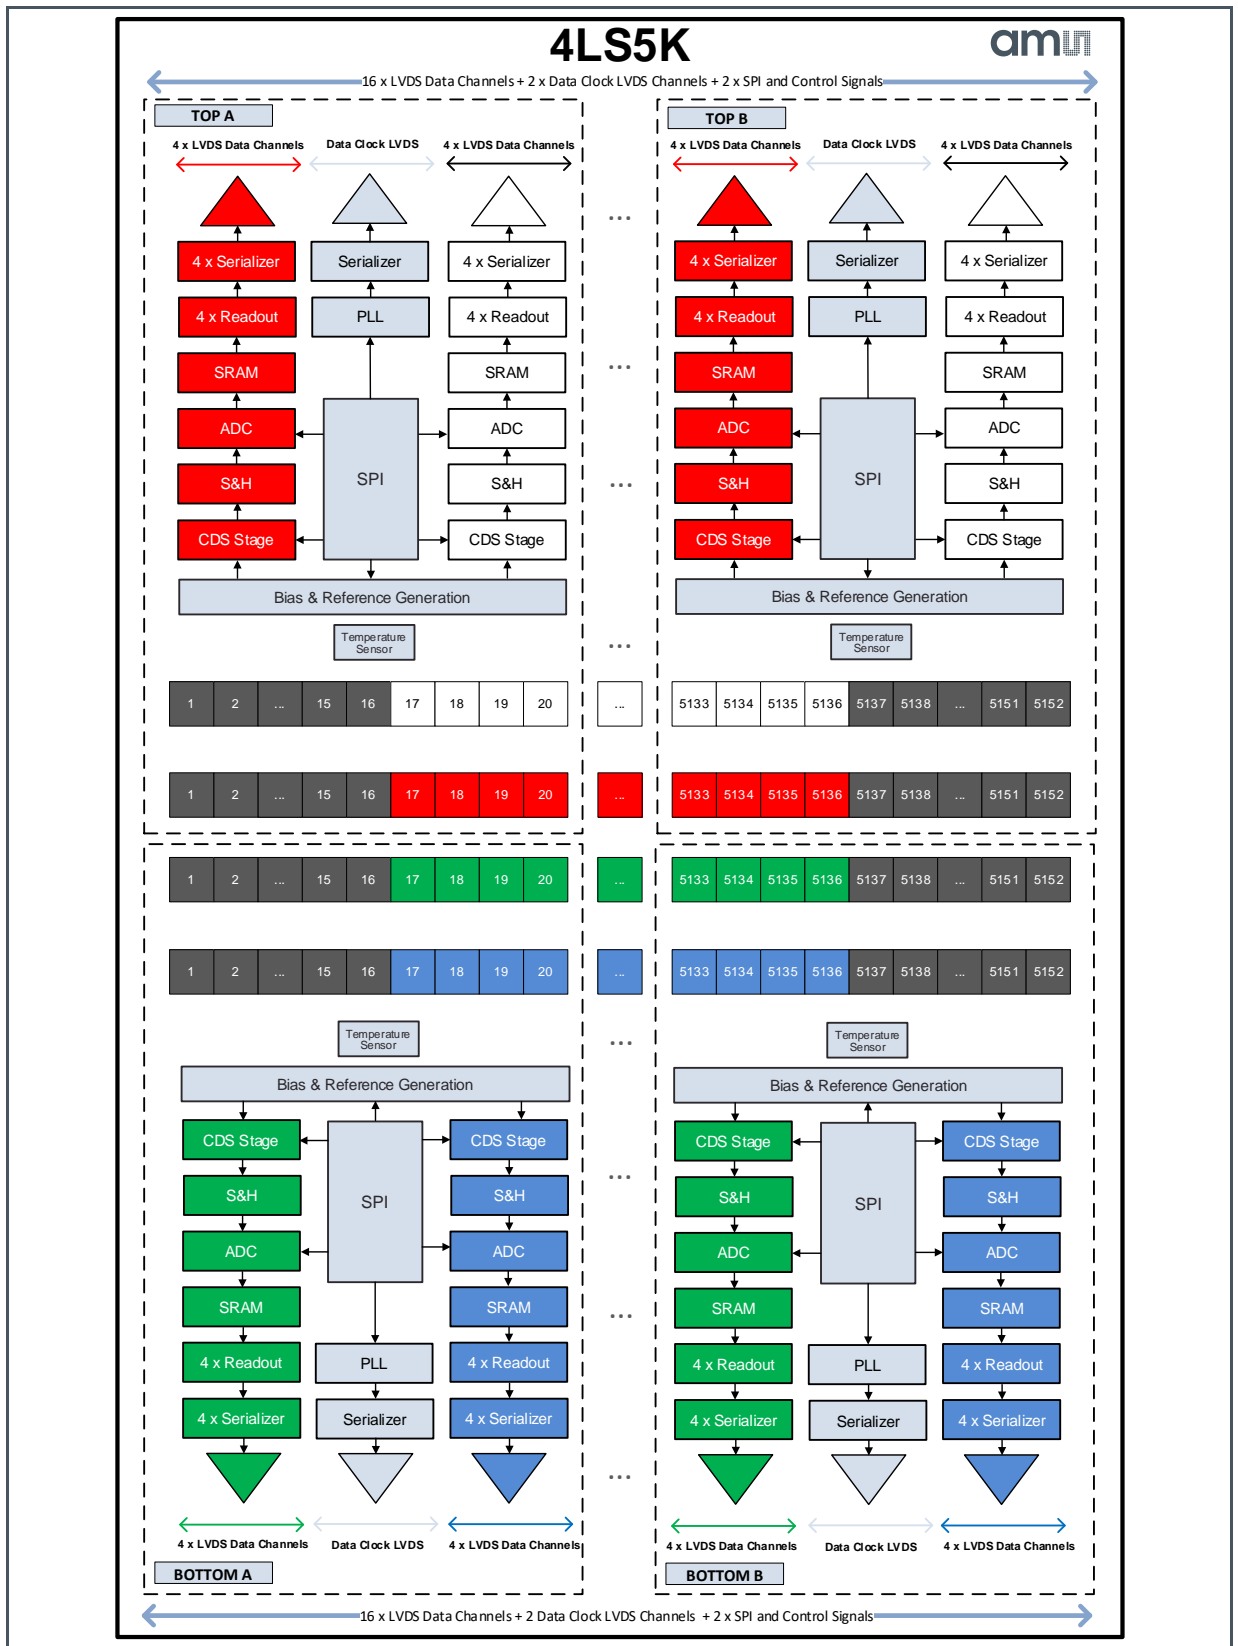 4LS5K
am
16 x LVDS Data Channels + 2 x Data Clock LVDS Channels + 2 x SPI and Control Signals
TOP A
TOP B
4 x LVDS Data Channels Data Clock LVDS 4 x LVDS Data Channels
4 x LVDS Data Channels Data Clock LVDS 4 x LVDS Data Channels
...
4 x Serializer Serializer 4 x Serializer
4 x Serializer Serializer 4 x Serializer
4 x Readout PLL 4 x Readout
4 x Readout PLL 4 x Readout
SRAM SRAM
...
SRAM SRAM
ADC ADC
ADC ADC
S&H SPI S&H
...
S&H SPI S&H
CDS Stage CDS Stage
CDS Stage CDS Stage
Bias & Reference Generation
Bias & Reference Generation
Temperature
Sensor
...
Temperature
Sensor
1 2 ... 15 16 17 18 19 20 ... 5133 5134 5135 5136 5137 5138 ... 5151 5152
1 2 ... 15 16 17 18 19 20 ... 5133 5134 5135 5136 5137 5138 ... 5151 5152
1 2 ... 15 16 17 18 19 20 ... 5133 5134 5135 5136 5137 5138 ... 5151 5152
1 2 ... 15 16 17 18 19 20 ... 5133 5134 5135 5136 5137 5138 ... 5151 5152
Temperature
Sensor
...
Temperature
Sensor
Bias & Reference Generation
Bias & Reference Generation
CDS Stage CDS Stage
CDS Stage CDS Stage
...
S&H SPI S&H
S&H SPI S&H
ADC ADC
ADC ADC
SRAM SRAM
...
SRAM SRAM
4 x Readout PLL 4 x Readout
4 x Readout PLL 4 x Readout
4 x Serializer Serializer 4 x Serializer
4 x Serializer Serializer 4 x Serializer
...
4 x LVDS Data Channels Data Clock LVDS 4 x LVDS Data Channels
4 x LVDS Data Channels Data Clock LVDS 4 x LVDS Data Channels
BOTTOM A
BOTTOM B
16 x LVDS Data Channels + 2 Data Clock LVDS Channels + 2 x SPI and Control Signals